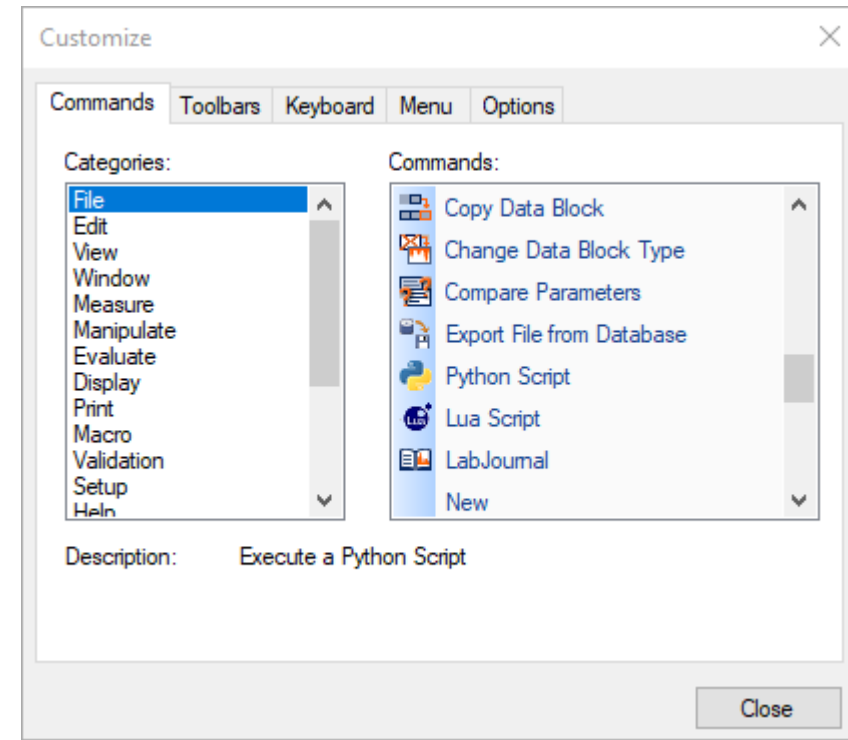 Customize
Commands Toolbars Keyboard Menu Options
Categories:
File
Edit
View
Window
Measure
Manipulate
Evaluate
Display
Print
Macro
Validation
Setup
Help
Commands:
Copy Data Block
Change Data Block Type
Compare Parameters
Export File from Database
Python Script
Lua Script
LabJournal
New
Description: Execute a Python Script
Close